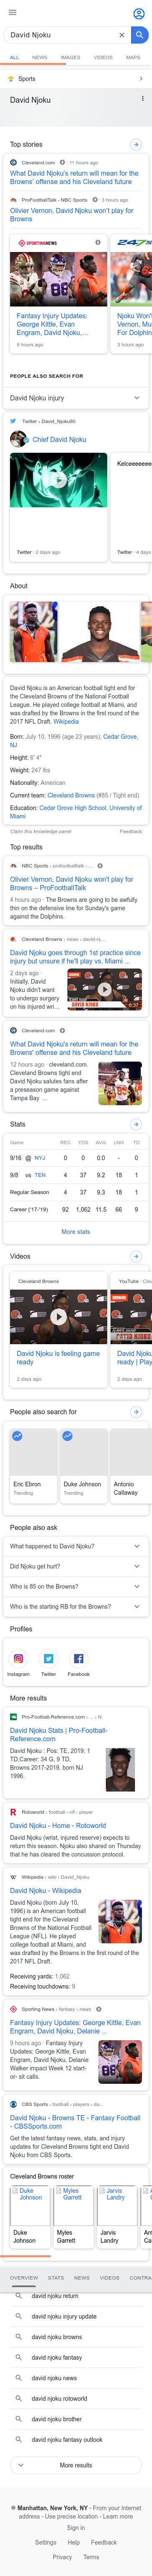 David Njoku
ALL NEWS IMAGES VIDEOS MAPS
Sports
David Njoku
Top stories
Cleveland.com 11 hours ago
What David Njoku's return will mean for the
Browns' offense and his Cleveland future
ProFootballTalk - NBC Sports 3 hours ago
Olivier Vernon, David Njoku won't play for
Browns
SPORTINGNEWS
Fantasy Injury Updates:
George Kittle, Evan
Engram, David Njoku,...
8 hours ago
247S
Njoku Won't
Vernon, Mu
For Dolphin
3 hours ago
PEOPLE ALSO SEARCH FOR
David Njoku injury
Twitter › David_Njoku80
Chief David Njoku
Twitter · 2 days ago
Keiceeeeeee
Twitter · 4 days
About
David Njoku is an American football tight end for
the Cleveland Browns of the National Football
League. He played college football at Miami, and
was drafted by the Browns in the first round of the
2017 NFL Draft. Wikipedia
Born: July 10, 1996 (age 23 years), Cedar Grove,
NJ
Height: 6′ 4″
Weight: 247 lbs
Nationality: American
Current team: Cleveland Browns (#85 / Tight end)
Education: Cedar Grove High School, University of
Miami
Claim this knowledge panel Feedback
Top results
NBC Sports › profootballtalk › ...
Olivier Vernon, David Njoku won't play for
Browns – ProFootballTalk
4 hours ago · The Browns are going to be awfully
thin on the defensive line for Sunday's game
against the Dolphins.
Cleveland Browns › news › david-nj...
David Njoku goes through 1st practice since
injury but unsure if he'll play vs. Miami ...
2 days ago ·
Initially, David
Njoku didn't want
to undergo surgery
on his injured wri...
Cleveland.com
What David Njoku's return will mean for the
Browns' offense and his Cleveland future
12 hours ago · cleveland.com.
Cleveland Browns tight end
David Njoku salutes fans after
a preseason game against
Tampa Bay ...
Stats
Game REC YDS AVG LNG TD
9/16 @ NYJ 0 0 0.0 - 0
9/8 vs TEN 4 37 9.2 18 1
Regular Season 4 37 9.3 18 1
Career ('17-'19) 92 1,062 11.5 66 9
More stats
Videos
Cleveland Browns
David Njoku is feeling game
ready
2 days ago
YouTube · Clev
David Njoku
ready | Play
2 days ago
People also search for
Eric Ebron
Trending
Duke Johnson
Trending
Antonio
Callaway
People also ask
What happened to David Njoku?
Did Njoku get hurt?
Who is 85 on the Browns?
Who is the starting RB for the Browns?
Profiles
Instagram Twitter Facebook
More results
Pro-Football-Reference.com › ... › N
David Njoku Stats | Pro-Football-
Reference.com
David Njoku : Pos: TE, 2019: 1
TD,Career: 34 G. 9 TD.
Browns 2017-2019, born NJ
1996.
Rotoworld › football › nfl › player
David Njoku - Home - Rotoworld
David Njoku (wrist, injured reserve) expects to
return this season. David Njoku said Thursday that
he has cleared the concussion protocol.
Wikipedia › wiki › David_Njoku
David Njoku - Wikipedia
David Njoku (born July 10,
1996) is an American football
tight end for the Cleveland
Browns of the National Football
League (NFL). He played
college football at Miami, and
was drafted by the Browns in the first round of the
2017 NFL Draft.
Receiving yards: 1,062
Receiving touchdowns: 9
Sporting News › fantasy › news
Fantasy Injury Updates: George Kittle, Evan
Engram, David Njoku, Delanie ...
9 hours ago · Fantasy Injury
Updates: George Kittle, Evan
Engram, David Njoku, Delanie
Walker impact Week 12 start-
or- sit calls.
CBS Sports › football › players › da...
David Njoku - Browns TE - Fantasy Football
- CBSSports.com
Get the latest fantasy news, stats, and injury
updates for Cleveland Browns tight end David
Njoku from CBS Sports.
Cleveland Browns roster
Duke
Johnson
Myles
Garrett
Jarvis
Landry
Duke
Johnson
Myles
Garrett
Jarvis
Landry
OVERVIEW STATS NEWS VIDEOS CONTRA
david njoku return
david njoku injury update
david njoku browns
david njoku fantasy
david njoku news
david njoku rotoworld
david njoku brother
david njoku fantasy outlook
More results
Manhattan, New York, NY - From your Internet
address - Use precise location - Learn more
Sign in
Settings Help Feedback
Privacy Terms